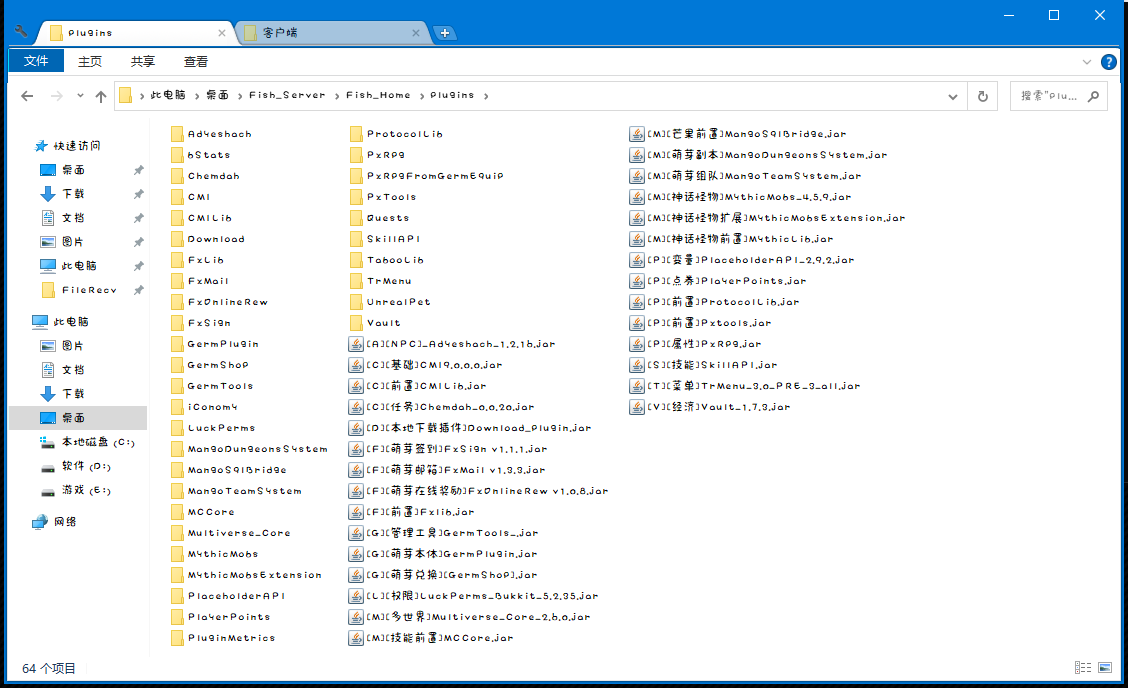 Plugins
客户端
文件 主页 共享 查看
此电脑 > 桌面 > Fish_Server > Fish_Home > Plugins >
搜索"Plu...
快速访问
桌面
下载
文档
图片
此电脑
FileRecv
此电脑
图片
文档
下载
桌面
本地磁盘 (C:)
软件 (D:)
游戏 (E:)
网络
Adyeshach
bStats
Chemdah
CMI
CMILib
Download
FxLib
FxMail
FxOnlineRew
FxSign
GermPlugin
GermShop
GermTools
iConomy
LuckPerms
MangoDungeonsSystem
MangoSqlBridge
MangoTeamSystem
MCCore
Multiverse_Core
MythicMobs
MythicMobsExtension
PlaceholderAPI
PlayerPoints
PluginMetrics
ProtocolLib
PxRpg
PxRpgFromGermEquip
PxTools
Quests
SkillAPI
TabooLib
TrMenu
UnrealPet
Vault
[A][NPC]_Adyeshach_1.2.1b.jar
[C][基础]CMI9.0.0.0.jar
[C][前置]CMILib.jar
[C][任务]Chemdah_0.0.20.jar
[D][本地下载插件]Download_Plugin.jar
[F][萌芽签到]FxSign v1.1.1.jar
[F][萌芽邮箱]FxMail v1.3.3.jar
[F][萌芽在线奖励]FxOnlineRew v1.0.8.jar
[F][前置]Fxlib.jar
[G][管理工具]GermTools_.jar
[G][萌芽本体]GermPlugin.jar
[G][萌芽兑换][GermShop].jar
[L][权限]LuckPerms_Bukkit_5.2.35.jar
[M][多世界]Multiverse_Core_2.6.0.jar
[M][技能前置]MCCore.jar
[M][芒果前置]MangoSqlBridge.jar
[M][萌芽副本]MangoDungeonsSystem.jar
[M][萌芽组队]MangoTeamSystem.jar
[M][神话怪物]MythicMobs_4.5.9.jar
[M][神话怪物扩展]MythicMobsExtension.jar
[M][神话怪物前置]MythicLib.jar
[P][变量]PlaceholderAPI_2.9.2.jar
[P][点券]PlayerPoints.jar
[P][前置]ProtocolLib.jar
[P][前置]Pxtools.jar
[P][属性]PxRpg.jar
[S][技能]SkillAPI.jar
[T][菜单]TrMenu_3.0_PRE_3_all.jar
[V][经济]Vault_1.7.3.jar
64 个项目